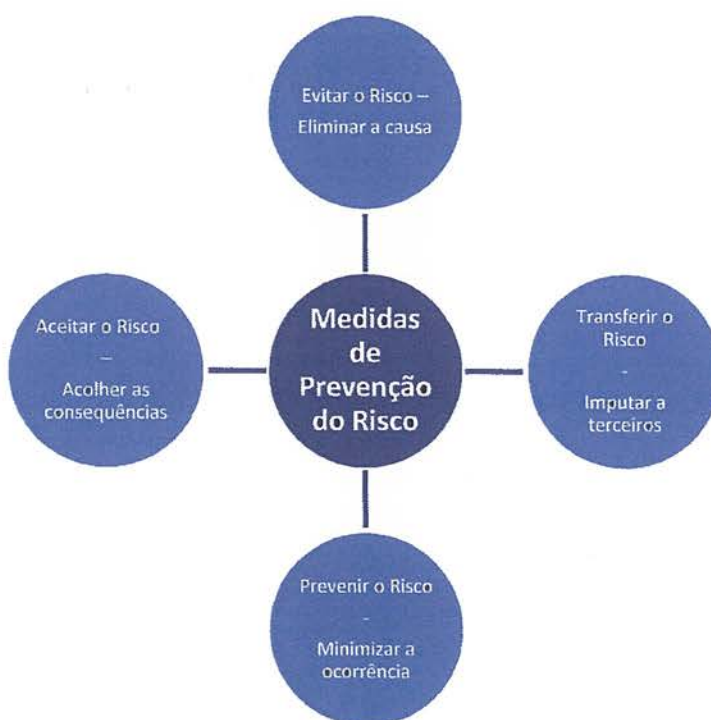 Evitar o Risco –
Eliminar a causa
Aceitar o Risco
–
Acolher as
consequências
Medidas
de
Prevenção
do Risco
Transferir o
Risco
-
Imputar a
terceiros
Prevenir o Risco
-
Minimizar a
ocorrência